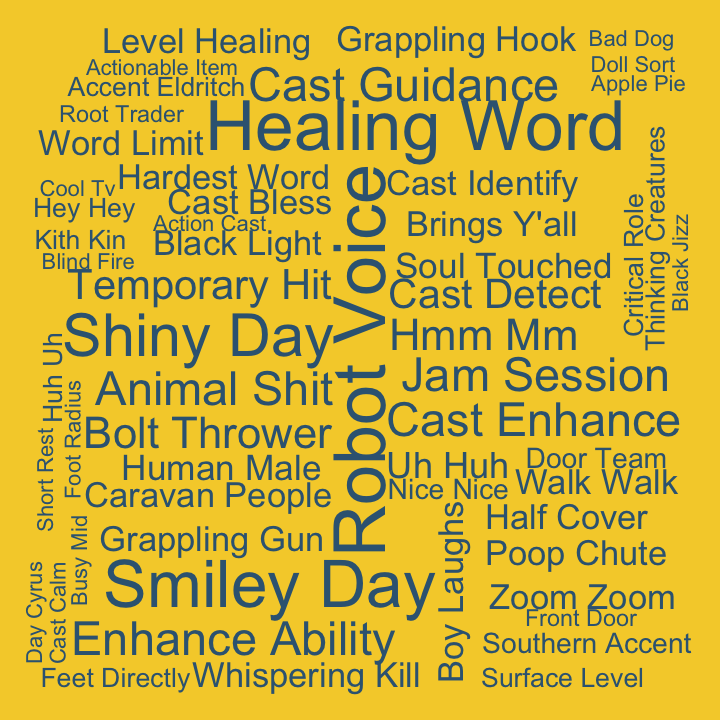 Level Healing
Grappling Hook
Bad Dog
Actionable Item
Doll Sort
Accent Eldritch
Cast Guidance
Apple Pie
Root Trader
Healing Word
Word Limit
Hardest Word
Cast Identify
Cool Tv
Cast Bless
Hey Hey
Action Cast
Brings Y'all
Kith Kin
Black Light
Blind Fire
Soul Touched
Temporary Hit
Cast Detect
Critical Role
Thinking Creatures
Black Jizz
Robot Voice
Shiny Day
Hmm Mm
Huh Uh
Animal Shit
Jam Session
Foot Radius
Short Rest
Bolt Thrower
Cast Enhance
Human Male
Uh Huh
Door Team
Caravan People
Nice Nice
Walk Walk
Half Cover
Busy Mid
Grappling Gun
Boy Laughs
Poop Chute
Day Cyrus
Cast Calm
Smiley Day
Zoom Zoom
Front Door
Enhance Ability
Southern Accent
Feet Directly
Whispering Kill
Surface Level